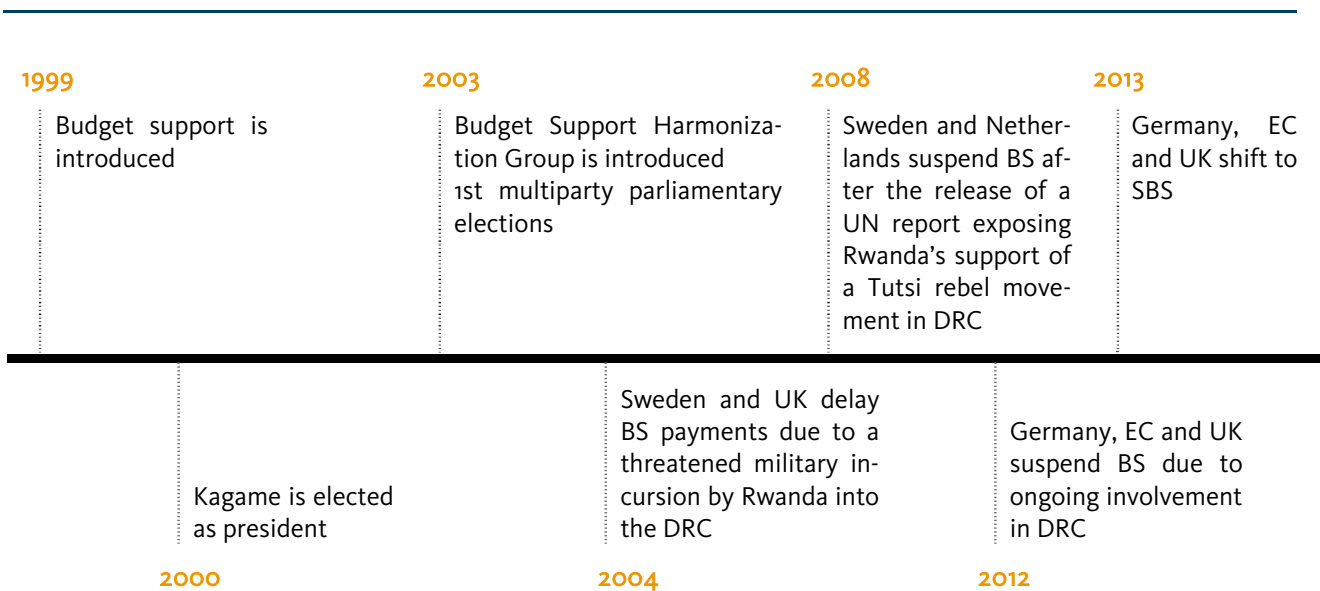 1999
Budget support is
introduced
2003
Budget Support Harmoniza-
tion Group is introduced
1st multiparty parliamentary
elections
2008
Sweden and Nether-
lands suspend BS af-
ter the release of a
UN report exposing
Rwanda’s support of
a Tutsi rebel move-
ment in DRC
2013
Germany, EC
and UK shift to
SBS
Kagame is elected
as president
2000
Sweden and UK delay
BS payments due to a
threatened military in-
cursion by Rwanda into
the DRC
2004
Germany, EC and UK
suspend BS due to
ongoing involvement
in DRC
2012